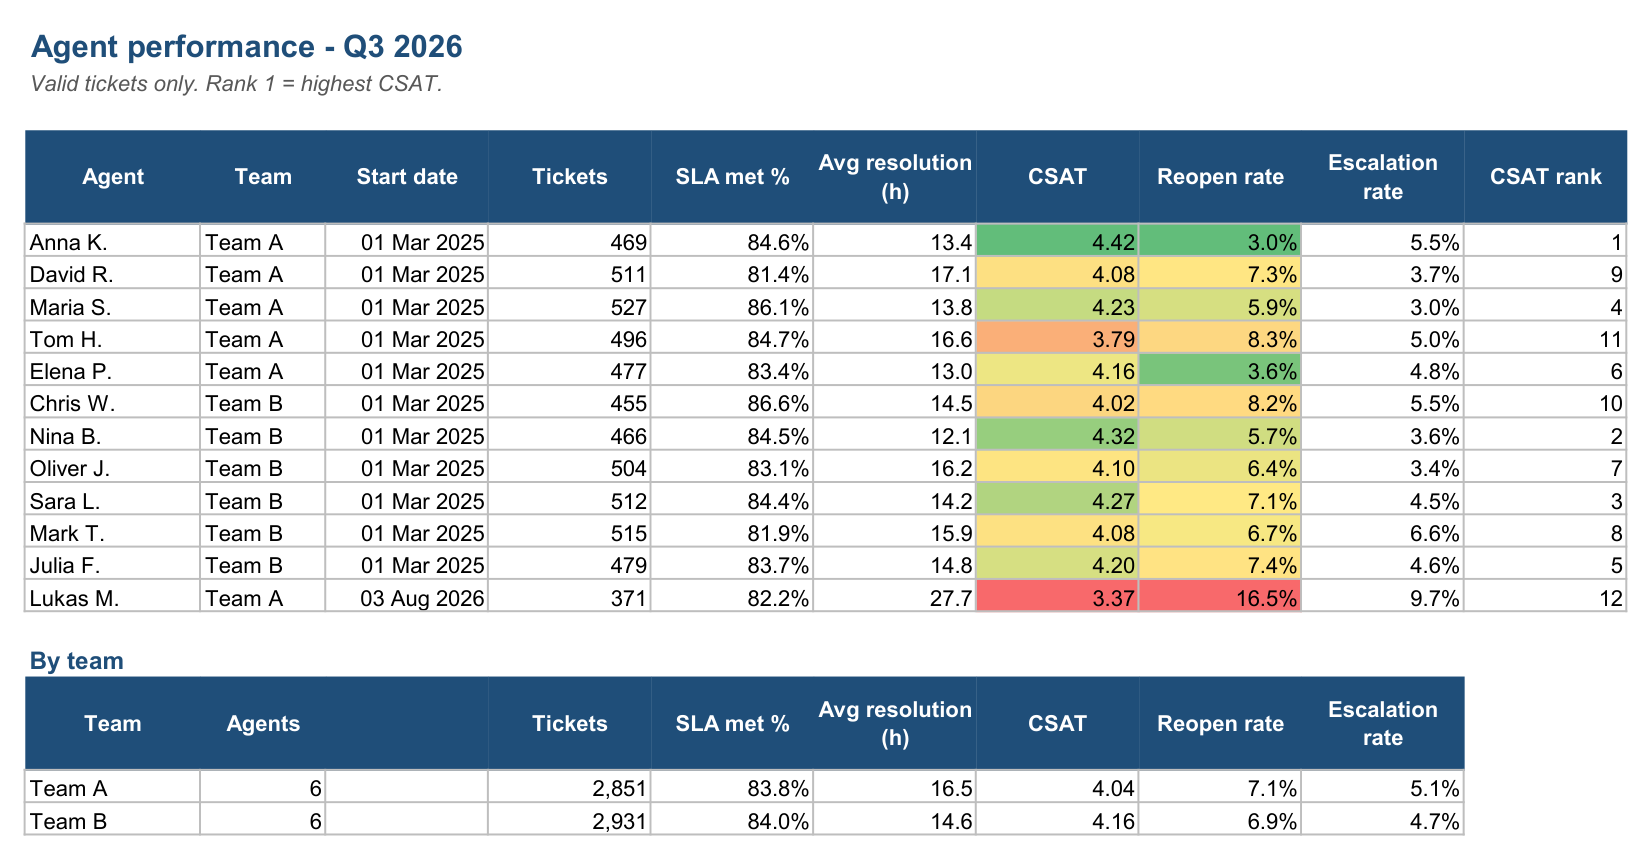 Agent performance - Q3 2026
Valid tickets only. Rank 1 = highest CSAT.
Agent Team Start date Tickets SLA met % Avg resolution (h) CSAT Reopen rate Escalation rate CSAT rank
Anna K. Team A 01 Mar 2025 469 84.6% 13.4 4.42 3.0% 5.5% 1
David R. Team A 01 Mar 2025 511 81.4% 17.1 4.08 7.3% 3.7% 9
Maria S. Team A 01 Mar 2025 527 86.1% 13.8 4.23 5.9% 3.0% 4
Tom H. Team A 01 Mar 2025 496 84.7% 16.6 3.79 8.3% 5.0% 11
Elena P. Team A 01 Mar 2025 477 83.4% 13.0 4.16 3.6% 4.8% 6
Chris W. Team B 01 Mar 2025 455 86.6% 14.5 4.02 8.2% 5.5% 10
Nina B. Team B 01 Mar 2025 466 84.5% 12.1 4.32 5.7% 3.6% 2
Oliver J. Team B 01 Mar 2025 504 83.1% 16.2 4.10 6.4% 3.4% 7
Sara L. Team B 01 Mar 2025 512 84.4% 14.2 4.27 7.1% 4.5% 3
Mark T. Team B 01 Mar 2025 515 81.9% 15.9 4.08 6.7% 6.6% 8
Julia F. Team B 01 Mar 2025 479 83.7% 14.8 4.20 7.4% 4.6% 5
Lukas M. Team A 03 Aug 2026 371 82.2% 27.7 3.37 16.5% 9.7% 12
By team
Team Agents Tickets SLA met % Avg resolution (h) CSAT Reopen rate Escalation rate
Team A 6 2,851 83.8% 16.5 4.04 7.1% 5.1%
Team B 6 2,931 84.0% 14.6 4.16 6.9% 4.7%